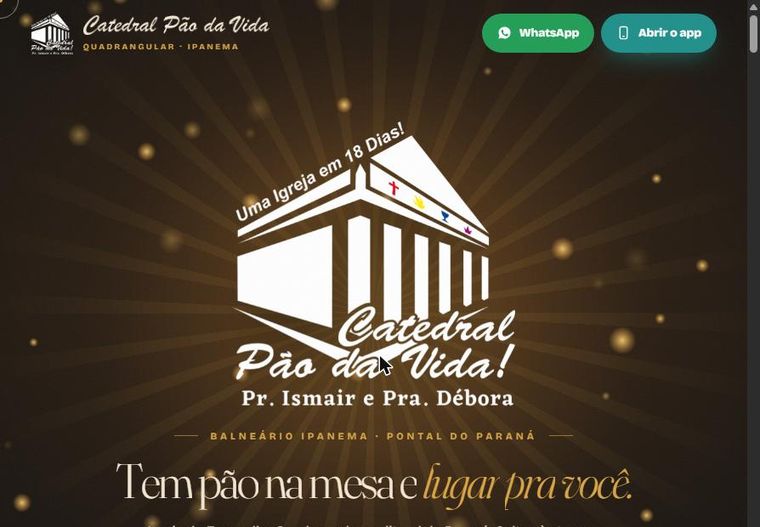 Catedral Pão da Vida
QUADRANGULAR · IPANEMA
WhatsApp
Abrir o app
Uma Igreja em 18 Dias!
Catedral
Pão da Vida!
Pr. Ismair e Pra. Débora
BALNEÁRIO IPANEMA · PONTAL DO PARANÁ
Tem pão na mesa e lugar pra você.